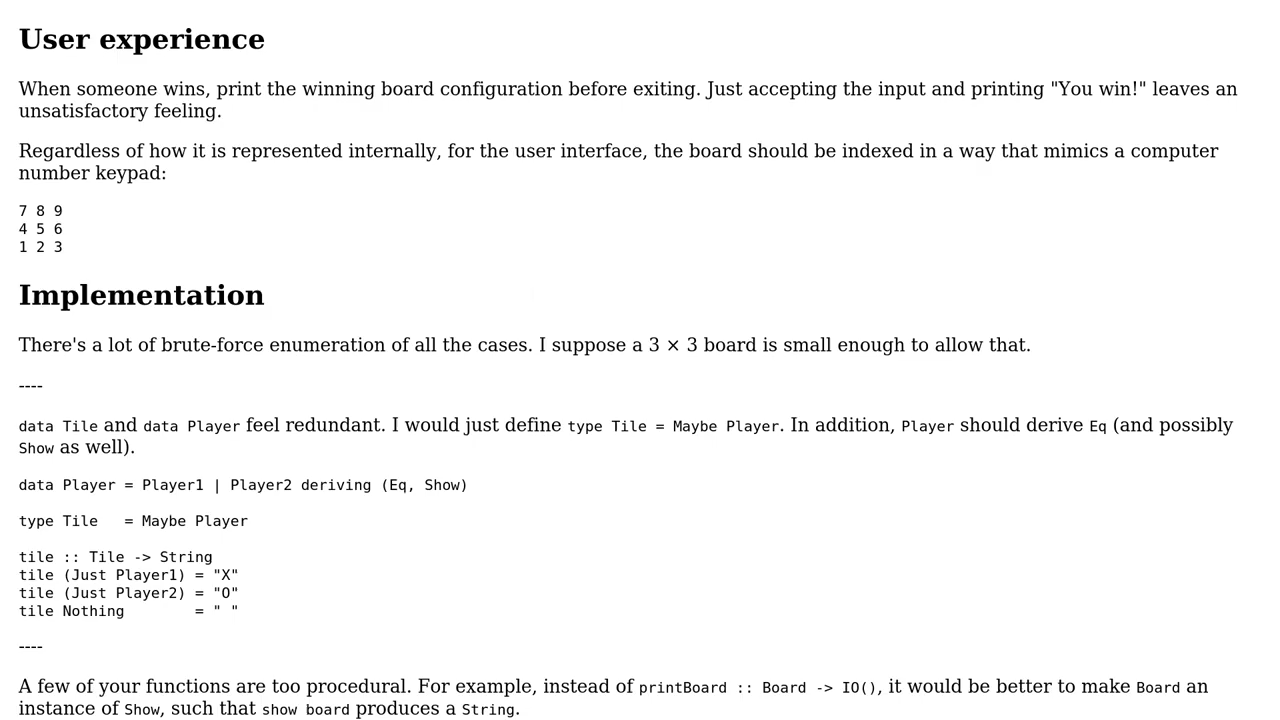 User experience
When someone wins, print the winning board configuration before exiting. Just accepting the input and printing "You win!" leaves an
unsatisfactory feeling.
Regardless of how it is represented internally, for the user interface, the board should be indexed in a way that mimics a computer
number keypad:
7 8 9
4 5 6
1 2 3
Implementation
There's a lot of brute-force enumeration of all the cases. I suppose a 3 × 3 board is small enough to allow that.
----
data Tile and data Player feel redundant. I would just define type Tile = Maybe Player. In addition, Player should derive Eq (and possibly
Show as well).
data Player = Player1 | Player2 deriving (Eq, Show)
type Tile   = Maybe Player
tile :: Tile -> String
tile (Just Player1) = "X"
tile (Just Player2) = "O"
tile Nothing        = " "
----
A few of your functions are too procedural. For example, instead of printBoard :: Board -> IO(), it would be better to make Board an
instance of Show, such that show board produces a String.